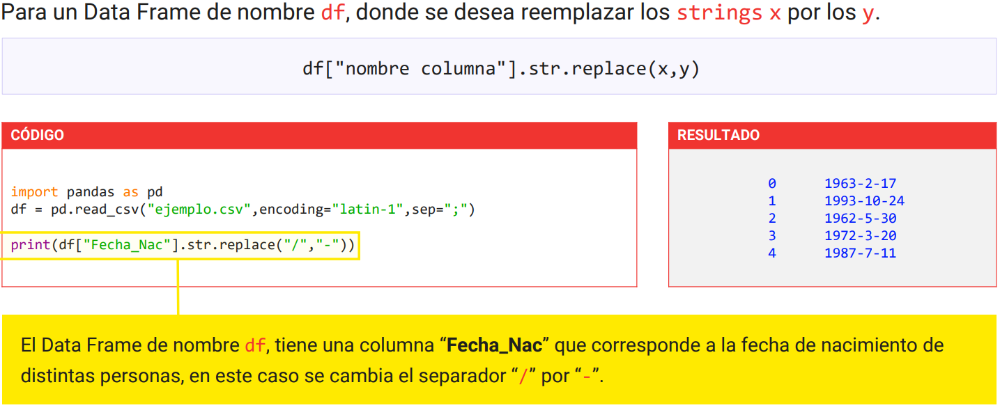 Para un Data Frame de nombre df, donde se desea reemplazar los strings x por los y.
df["nombre columna"].str.replace(x,y)
CÓDIGO
import pandas as pd
df = pd.read_csv("ejemplo.csv",encoding="latin-1",sep=";")
print(df["Fecha_Nac"].str.replace("/","-"))
RESULTADO
0 1963-2-17
1 1993-10-24
2 1962-5-30
3 1972-3-20
4 1987-7-11
El Data Frame de nombre df, tiene una columna “Fecha_Nac” que corresponde a la fecha de nacimiento de
distintas personas, en este caso se cambia el separador “/” por “-”.